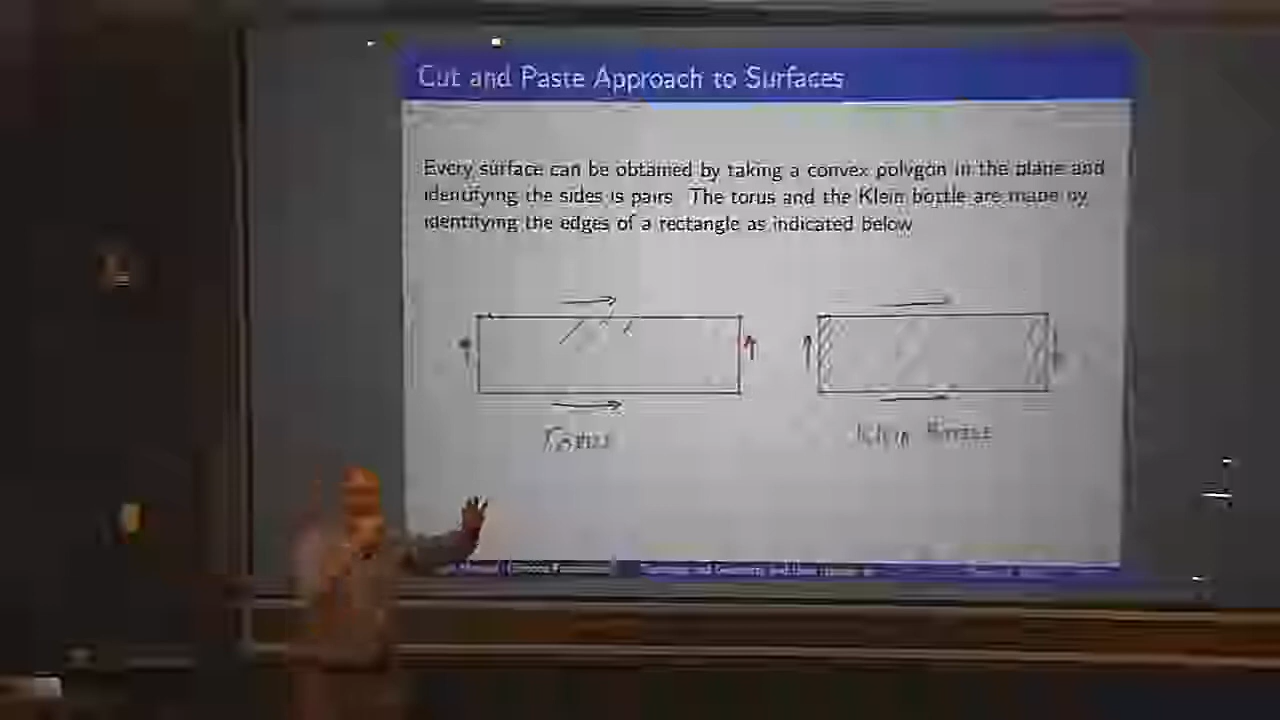 Cut and Paste Approach to Surfaces
Every surface can be obtained by taking a convex polygon in the plane and
identifying the sides is pairs. The torus and the Klein bottle are made by
identifying the edges of a rectangle as indicated below
Torus
Klein Bottle